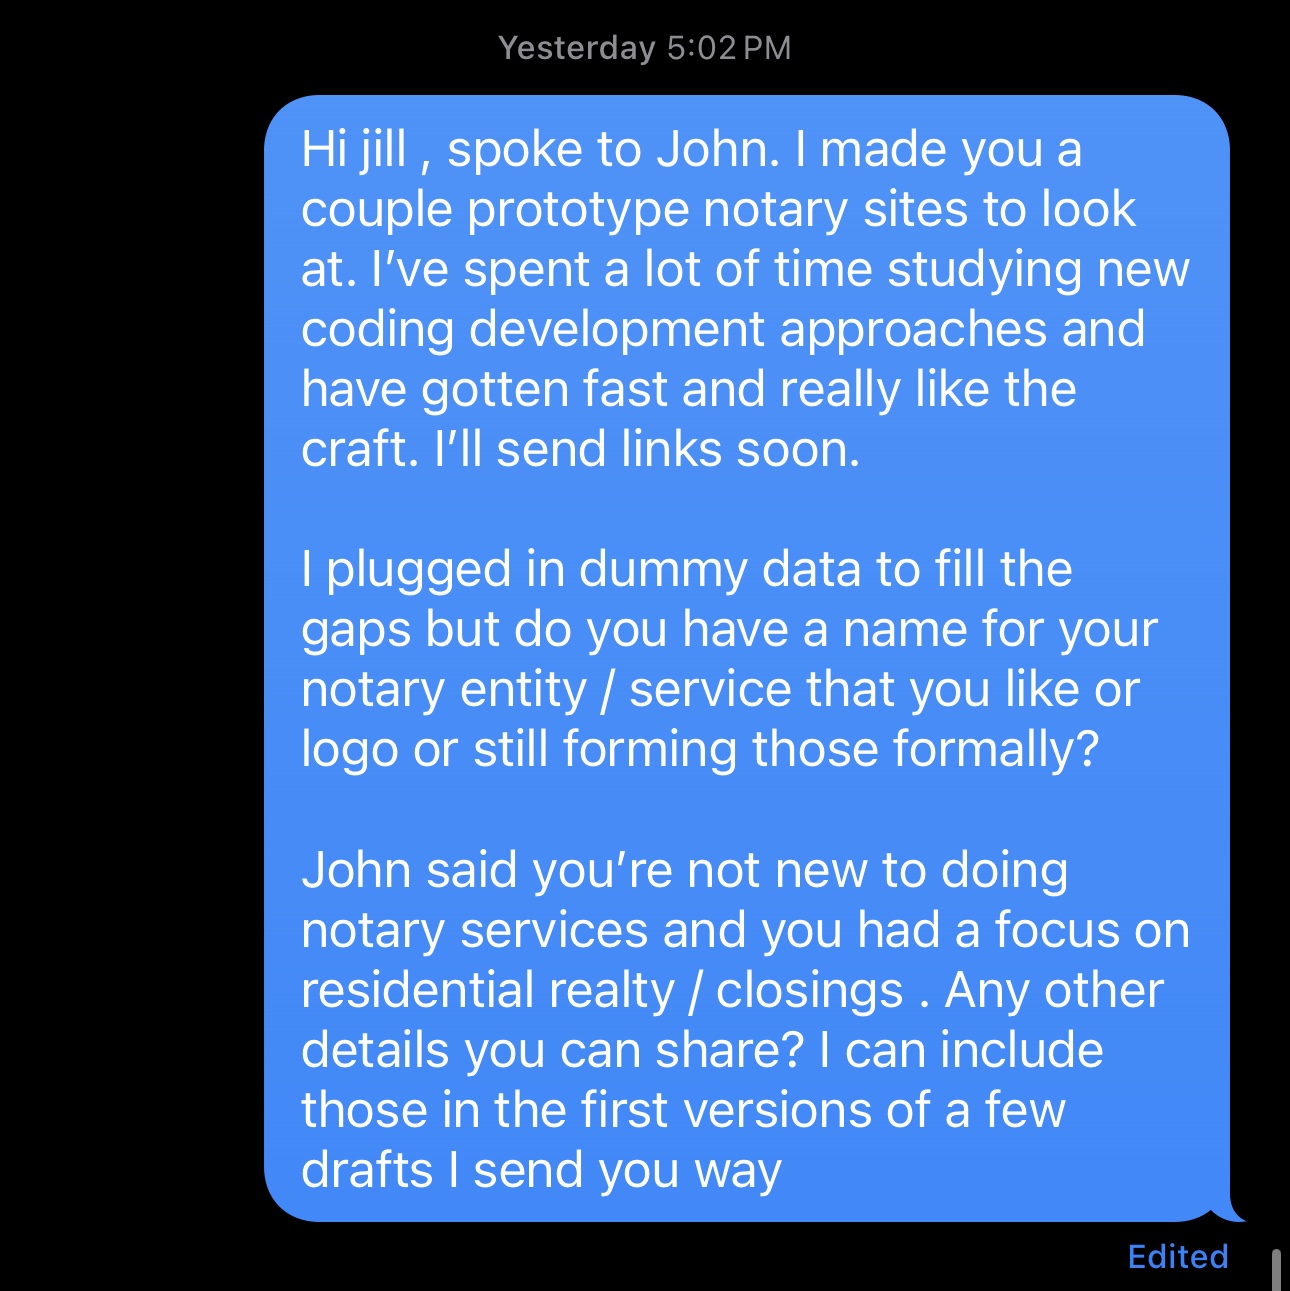 Yesterday 5:02 PM
Hi jill , spoke to John. I made you a
couple prototype notary sites to look
at. I’ve spent a lot of time studying new
coding development approaches and
have gotten fast and really like the
craft. I’ll send links soon.
I plugged in dummy data to fill the
gaps but do you have a name for your
notary entity / service that you like or
logo or still forming those formally?
John said you’re not new to doing
notary services and you had a focus on
residential realty / closings . Any other
details you can share? I can include
those in the first versions of a few
drafts I send you way
Edited